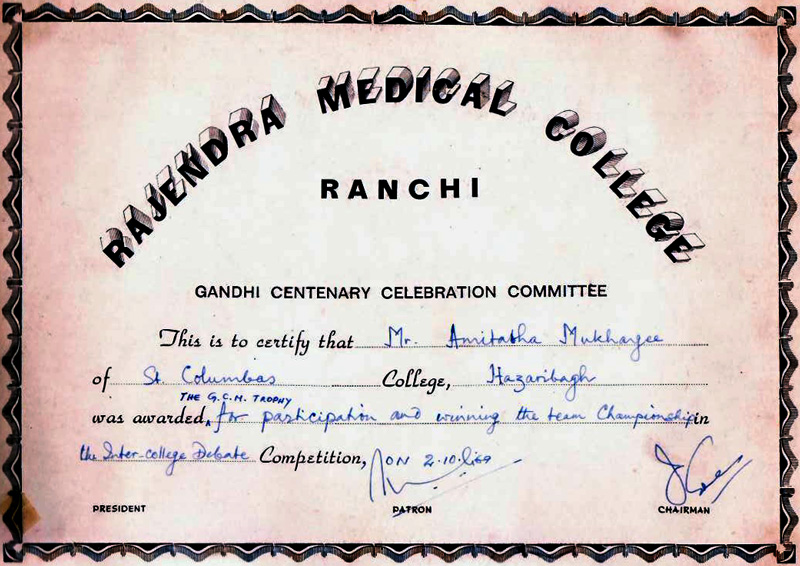 RAJENDRA MEDICAL COLLEGE
RANCHI
GANDHI CENTENARY CELEBRATION COMMITTEE
This is to certify that Mr. Amitabha Mukharjee
of St. Columbas College, Hazaribagh
THE G.C.M. TROPHY
was awarded, for participation and winning the team Championship in
the Inter-college Debate Competition, ON 2.10.69
PRESIDENT PATRON CHAIRMAN